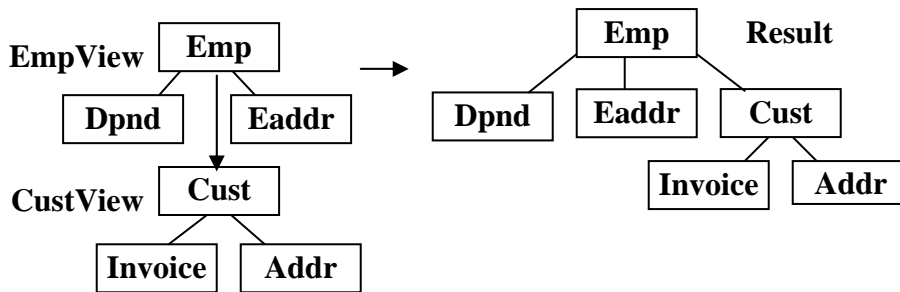 EmpView
Emp
Dpnd
Eaddr
CustView
Cust
Invoice
Addr
Emp
Result
Dpnd
Eaddr
Cust
Invoice
Addr